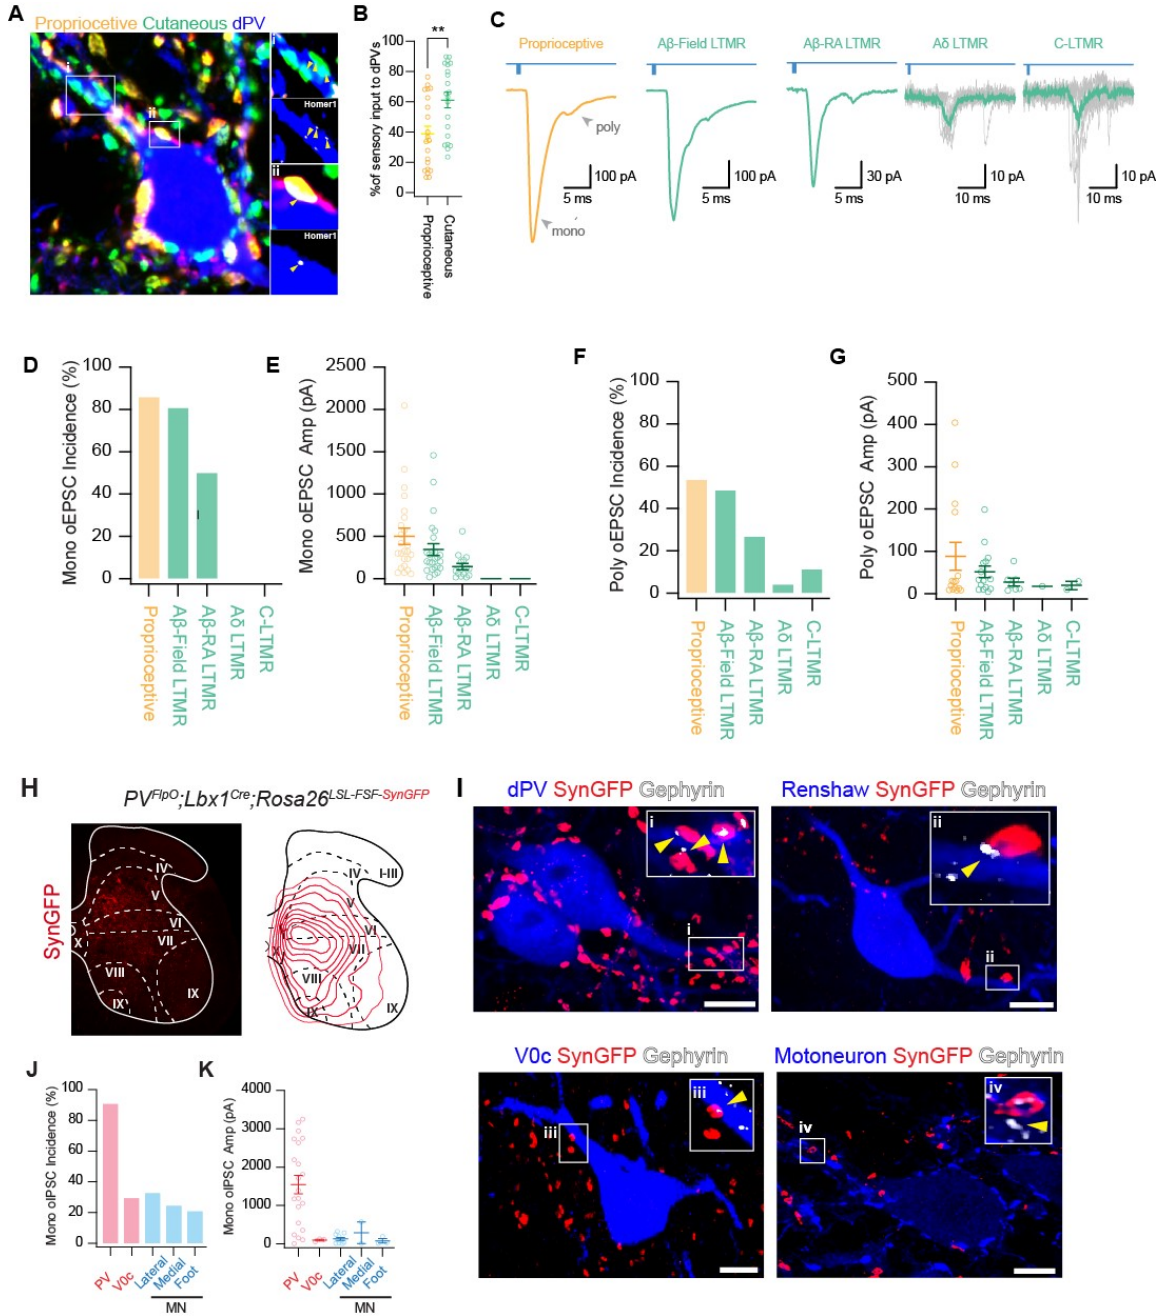 A
Propriocetive Cutaneous dPV
i
ii
i
Homer1
ii
Homer1
B
**
% of sensory input to dPVs
100
80
60
40
20
0
Proprioceptive
Cutaneous
C
Proprioceptive
Aβ-Field LTMR
Aβ-RA LTMR
Aδ LTMR
C-LTMR
poly
mono
100 pA
5 ms
100 pA
5 ms
30 pA
5 ms
10 pA
10 ms
10 pA
10 ms
D
Mono oEPSC Incidence (%)
100
80
60
40
20
0
Proprioceptive
Aβ-Field LTMR
Aβ-RA LTMR
Aδ LTMR
C-LTMR
E
Mono oEPSC Amp (pA)
2500
2000
1500
1000
500
0
Proprioceptive
Aβ-Field LTMR
Aβ-RA LTMR
Aδ LTMR
C-LTMR
F
Poly oEPSC Incidence (%)
100
80
60
40
20
0
Proprioceptive
Aβ-Field LTMR
Aβ-RA LTMR
Aδ LTMR
C-LTMR
G
Poly oEPSC Amp (pA)
500
400
300
200
100
0
Proprioceptive
Aβ-Field LTMR
Aβ-RA LTMR
Aδ LTMR
C-LTMR
H
PVFlpO;Lbx1Cre;Rosa26LSL-FSF-SynGFP
SynGFP
IV
V
VI
X
VII
VIII
IX
IX
IV
I-III
V
VI
X
VII
VIII
IX
IX
I
dPV SynGFP Gephyrin
i
i
Renshaw SynGFP Gephyrin
ii
ii
V0c SynGFP Gephyrin
iii
iii
Motoneuron SynGFP Gephyrin
iv
iv
J
Mono oIPSC Incidence (%)
100
80
60
40
20
0
PV
V0c
Lateral
Medial
Foot
MN
K
Mono oIPSC Amp (pA)
4000
3000
2000
1000
0
PV
V0c
Lateral
Medial
Foot
MN